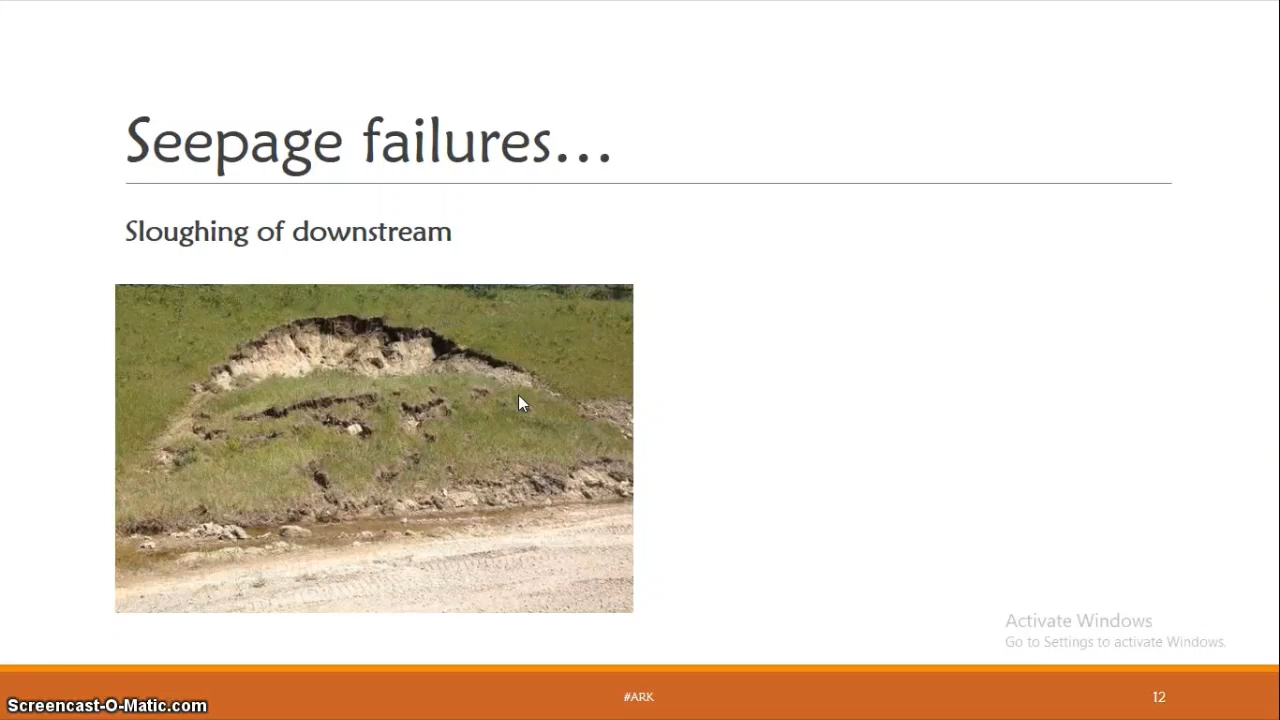 Seepage failures...
Sloughing of downstream
Activate Windows
Go to Settings to activate Windows.
Screencast-O-Matic.com
#ARK
12